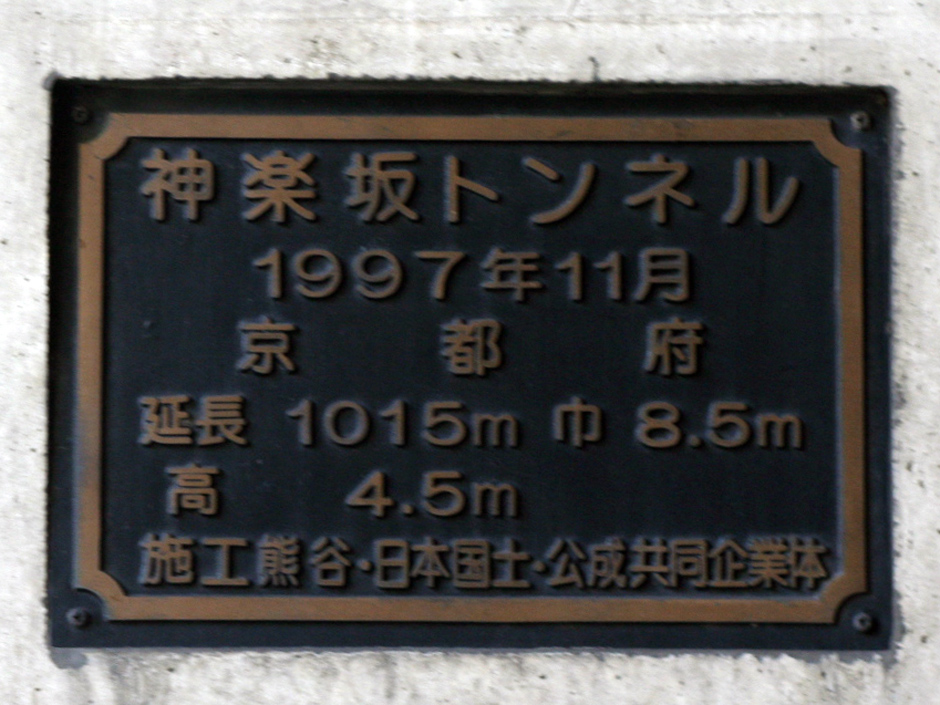 神楽坂トンネル
1997年11月
京都府
延長 1015m 巾 8.5m
高 4.5m
施工 熊谷・日本国土・公成共同企業体